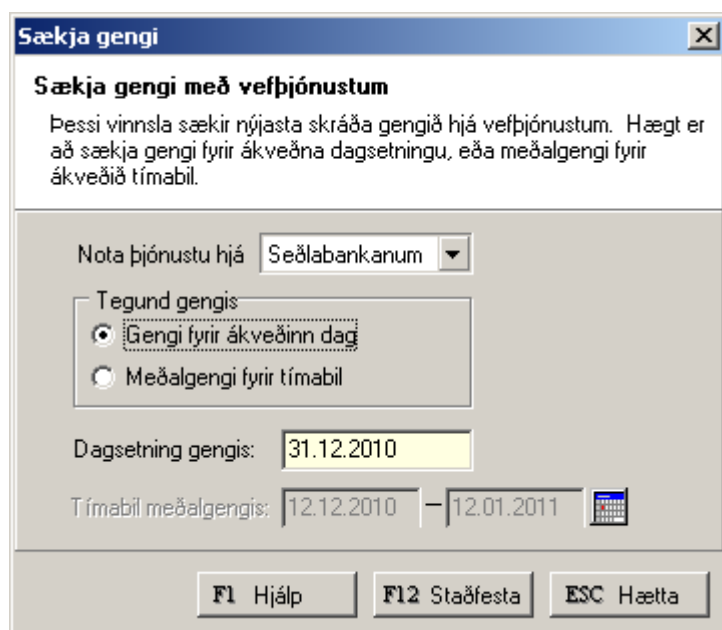 Sækja gengi
Sækja gengi með vefþjónustum
Þessi vinnsla sækir nýjasta skráða gengið hjá vefþjónustum. Hægt er
að sækja gengi fyrir ákveðna dagsetningu, eða meðalgengi fyrir
ákveðið tímabil.
Nota þjónustu hjá Seðlabankanum
Tegund gengis
Gengi fyrir ákveðinn dag
Meðalgengi fyrir tímabil
Dagsetning gengis: 31.12.2010
Tímabil meðalgengis: 12.12.2010 – 12.01.2011
F1 Hjálp F12 Staðfesta ESC Hætta